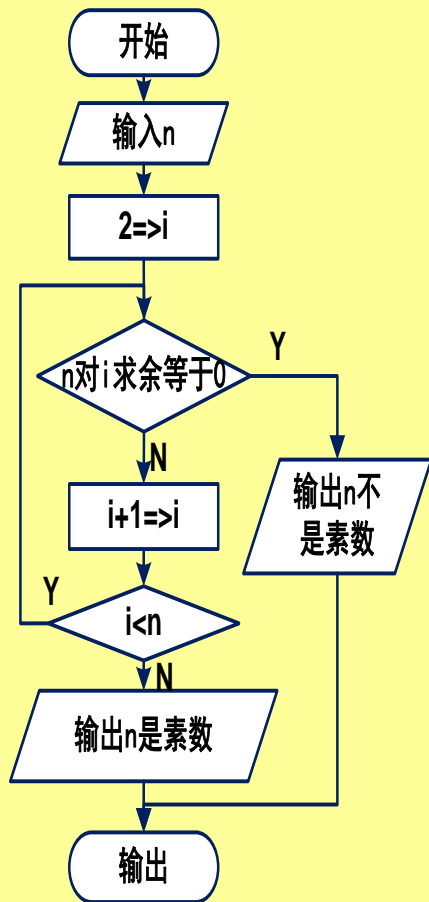 开始
输入n
2=>i
n对i求余等于0
Y
N
i+1=>i
输出n不
是素数
Y
i<n
N
输出n是素数
输出